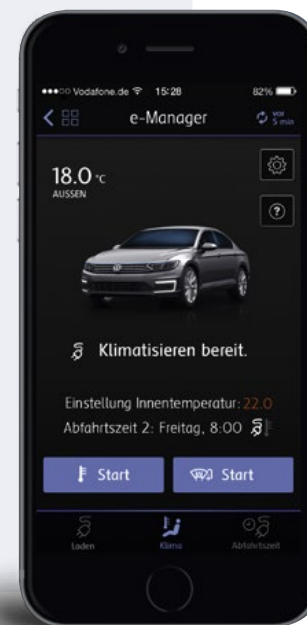 Vodafone.de 15:28 82%
e-Manager vor 5 min
18.0 °C
AUSSEN
?
Klimatisieren bereit.
Einstellung Innentemperatur: 22.0
Abfahrtszeit 2: Freitag, 8:00
Start Start
Laden Klima Abfahrtszeit